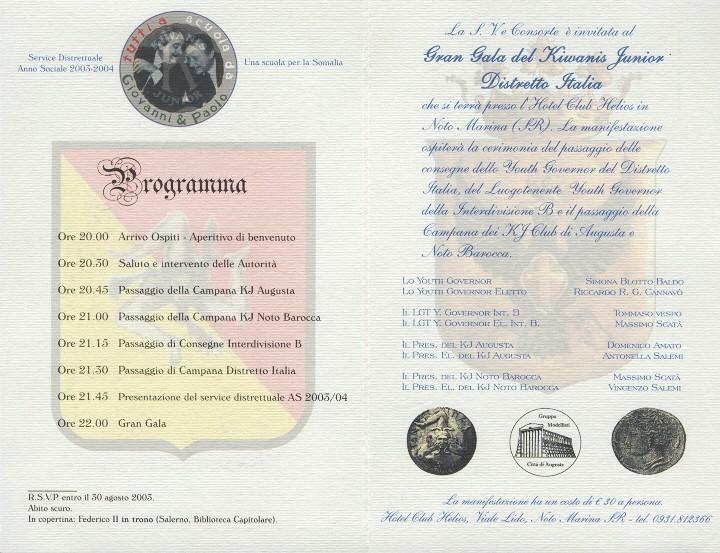 Service Distrettuale
Anno Sociale 2003-2004
tutti a scuola da
Giovanni & Paolo
JUNIOR
Una scuola per la Somalia
Programma
Ore 20.00 Arrivo Ospiti - Aperitivo di benvenuto
Ore 20.30 Saluto e intervento delle Autorità
Ore 20.45 Passaggio della Campana KJ Augusta
Ore 21.00 Passaggio della Campana KJ Noto Barocca
Ore 21.15 Passaggio di Consegne Interdivisione B
Ore 21.30 Passaggio di Campana Distretto Italia
Ore 21.45 Presentazione del service distrettuale AS 2003/04
Ore 22.00 Gran Gala
R.S.V.P. entro il 30 agosto 2003.
Abito scuro.
In copertina: Federico II in trono (Salerno, Biblioteca Capitolare).
La S. V. e Consorte è invitata al
Gran Gala del Kiwanis Junior
Distretto Italia
che si terrà presso l'Hotel Club Helios in
Noto Marina (SR). La manifestazione
ospiterà la cerimonia del passaggio delle
consegne dello Youth Governor del Distretto
Italia, del Luogotenente Youth Governor
della Interdivisione B e il passaggio della
Campana dei KJ Club di Augusta e
Noto Barocca.
Lo Youth Governor Simona Blotto Baldo
Lo Youth Governor Eletto Riccardo R. G. Cannavò
Il LGT Y. Governor Int. B Tommaso vespo
Il LGT Y. Governor El. Int. B. Massimo Sgatà
Il Pres. del KJ Augusta Domenico Amato
Il Pres. El. del KJ Augusta Antonella Salemi
Il Pres. del KJ Noto Barocca Massimo Sgatà
Il Pres. El. del KJ Noto Barocca Vincenzo Salemi
Gruppo
Modellisti
Città di Augusta
La manifestazione ha un costo di € 30 a persona.
Hotel Club Helios, Viale Lido, Noto Marina SR - tel. 0931.812366